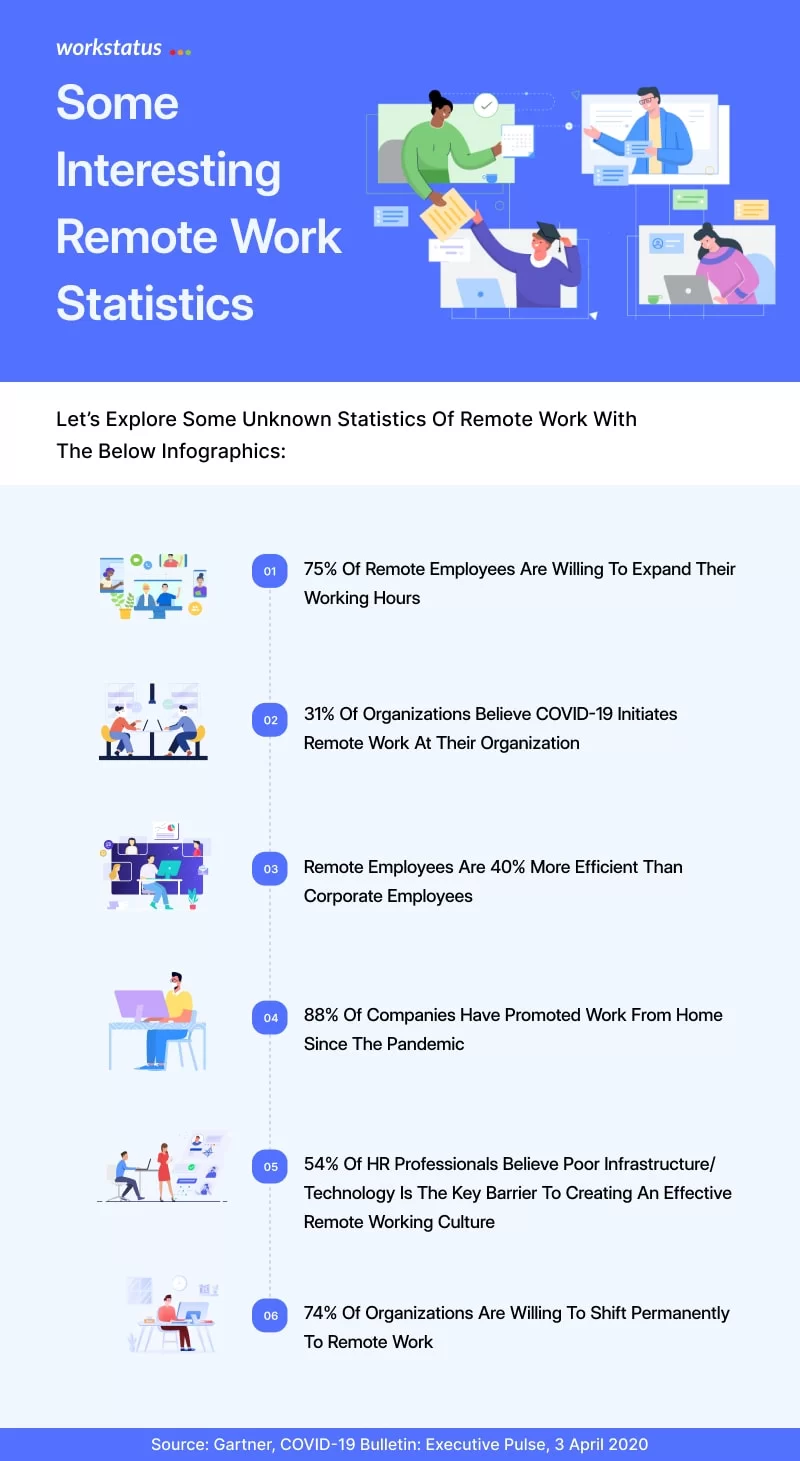 workstatus
Some
Interesting
Remote Work
Statistics
Let’s Explore Some Unknown Statistics Of Remote Work With
The Below Infographics:
01
75% Of Remote Employees Are Willing To Expand Their
Working Hours
02
31% Of Organizations Believe COVID-19 Initiates
Remote Work At Their Organization
03
Remote Employees Are 40% More Efficient Than
Corporate Employees
04
88% Of Companies Have Promoted Work From Home
Since The Pandemic
05
54% Of HR Professionals Believe Poor Infrastructure/
Technology Is The Key Barrier To Creating An Effective
Remote Working Culture
06
74% Of Organizations Are Willing To Shift Permanently
To Remote Work
Source: Gartner, COVID-19 Bulletin: Executive Pulse, 3 April 2020